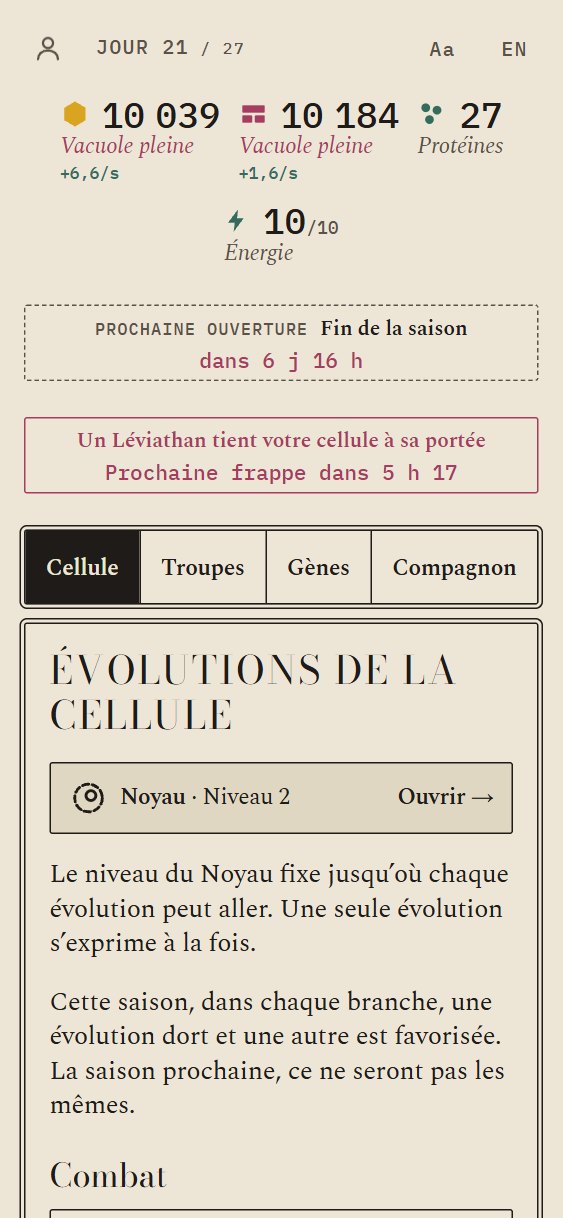 JOUR 21 / 27 Aa EN
10 039 10 184 27
Vacuole pleine Vacuole pleine Protéines
+6,6/s +1,6/s
10/10
Énergie
PROCHAINE OUVERTURE Fin de la saison
dans 6 j 16 h
Un Léviathan tient votre cellule à sa portée
Prochaine frappe dans 5 h 17
Cellule Troupes Gènes Compagnon
ÉVOLUTIONS DE LA
CELLULE
Noyau · Niveau 2 Ouvrir →
Le niveau du Noyau fixe jusqu’où chaque
évolution peut aller. Une seule évolution
s’exprime à la fois.
Cette saison, dans chaque branche, une
évolution dort et une autre est favorisée.
La saison prochaine, ce ne seront pas les
mêmes.
Combat